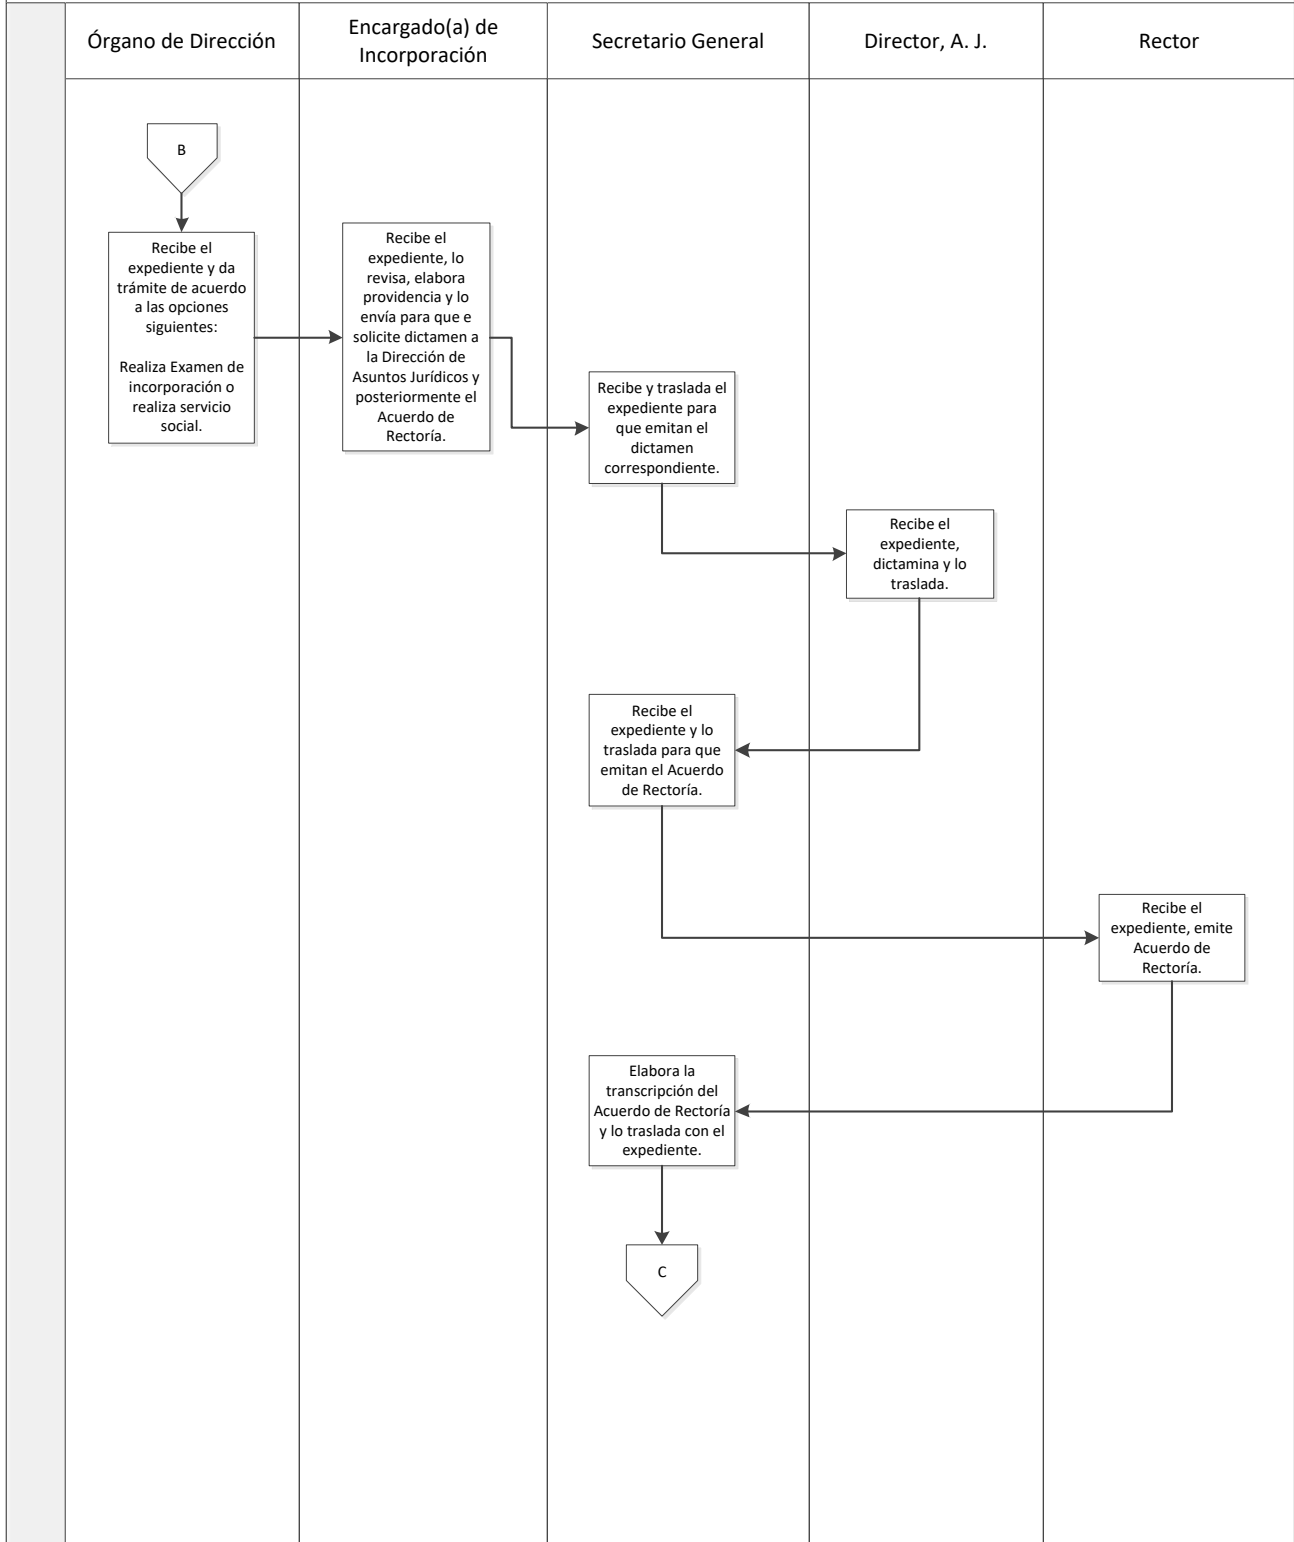 Órgano de Dirección
Encargado(a) de
Incorporación
Secretario General
Director, A. J.
Rector
B
Recibe el
expediente y da
trámite de acuerdo
a las opciones
siguientes:
Realiza Examen de
incorporación o
realiza servicio
social.
Recibe el
expediente, lo
revisa, elabora
providencia y lo
envía para que e
solicite dictamen a
la Dirección de
Asuntos Jurídicos y
posteriormente el
Acuerdo de
Rectoría.
Recibe y traslada el
expediente para
que emitan el
dictamen
correspondiente.
Recibe el
expediente,
dictamina y lo
traslada.
Recibe el
expediente y lo
traslada para que
emitan el Acuerdo
de Rectoría.
Recibe el
expediente, emite
Acuerdo de
Rectoría.
Elabora la
transcripción del
Acuerdo de Rectoría
y lo traslada con el
expediente.
C